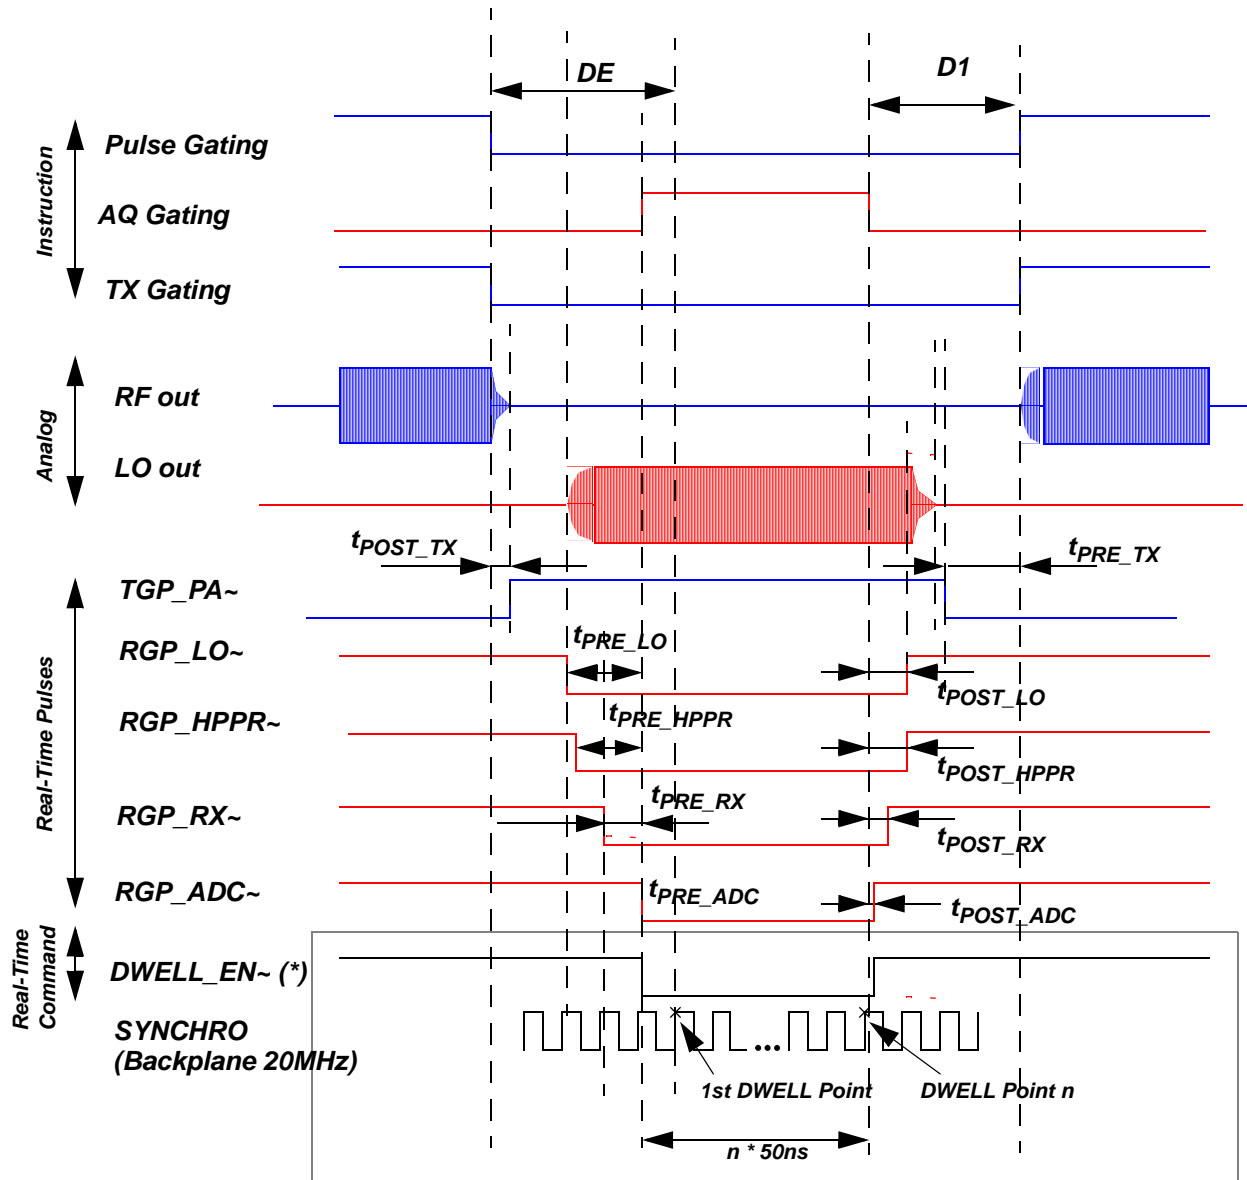 DE
D1
Pulse Gating
AQ Gating
TX Gating
Instruction
RF out
LO out
Analog
tPOST_TX
tPRE_TX
TGP_PA~
tPRE_LO
RGP_LO~
tPOST_LO
RGP_HPPR~
tPRE_HPPR
tPOST_HPPR
tPRE_RX
RGP_RX~
tPOST_RX
RGP_ADC~
tPRE_ADC
tPOST_ADC
Real-Time Pulses
Real-Time
Command
DWELL_EN~ (*)
SYNCHRO
(Backplane 20MHz)
...
1st DWELL Point
DWELL Point n
n * 50ns